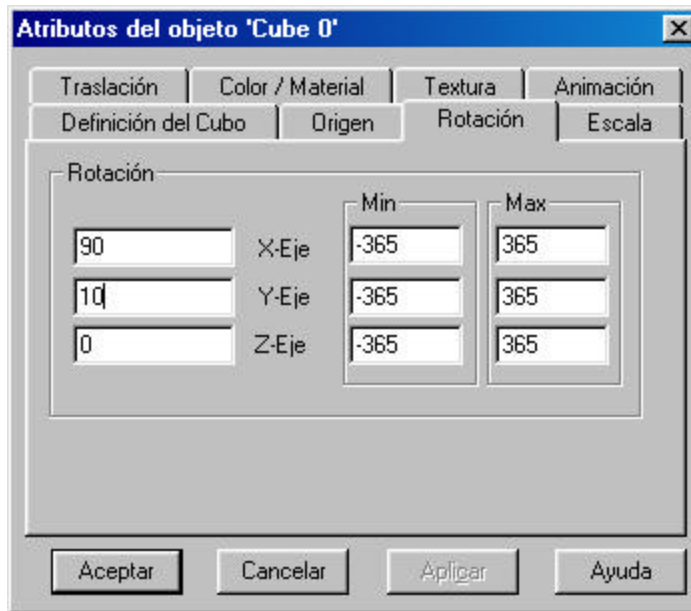 Atributos del objeto 'Cube 0'
Traslación Color / Material Textura Animación
Definición del Cubo Origen Rotación Escala
Rotación
Min Max
90 X-Eje -365 365
10 Y-Eje -365 365
0 Z-Eje -365 365
Aceptar Cancelar Aplicar Ayuda